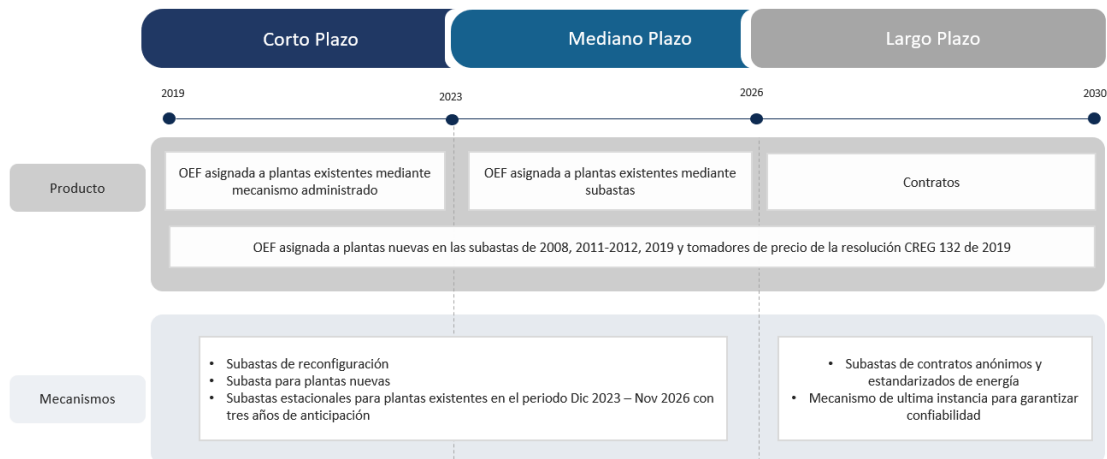 Corto Plazo
Mediano Plazo
Largo Plazo
2019
2023
2026
2030
Producto
OEF asignada a plantas existentes mediante
mecanismo administrado
OEF asignada a plantas existentes mediante
subastas
Contratos
OEF asignada a plantas nuevas en las subastas de 2008, 2011-2012, 2019 y tomadores de precio de la resolución CREG 132 de 2019
Mecanismos
• Subastas de reconfiguración
• Subasta para plantas nuevas
• Subastas estacionales para plantas existentes en el periodo Dic 2023 – Nov 2026 con
tres años de anticipación
• Subastas de contratos anónimos y
estandarizados de energía
• Mecanismo de ultima instancia para garantizar
confiabilidad